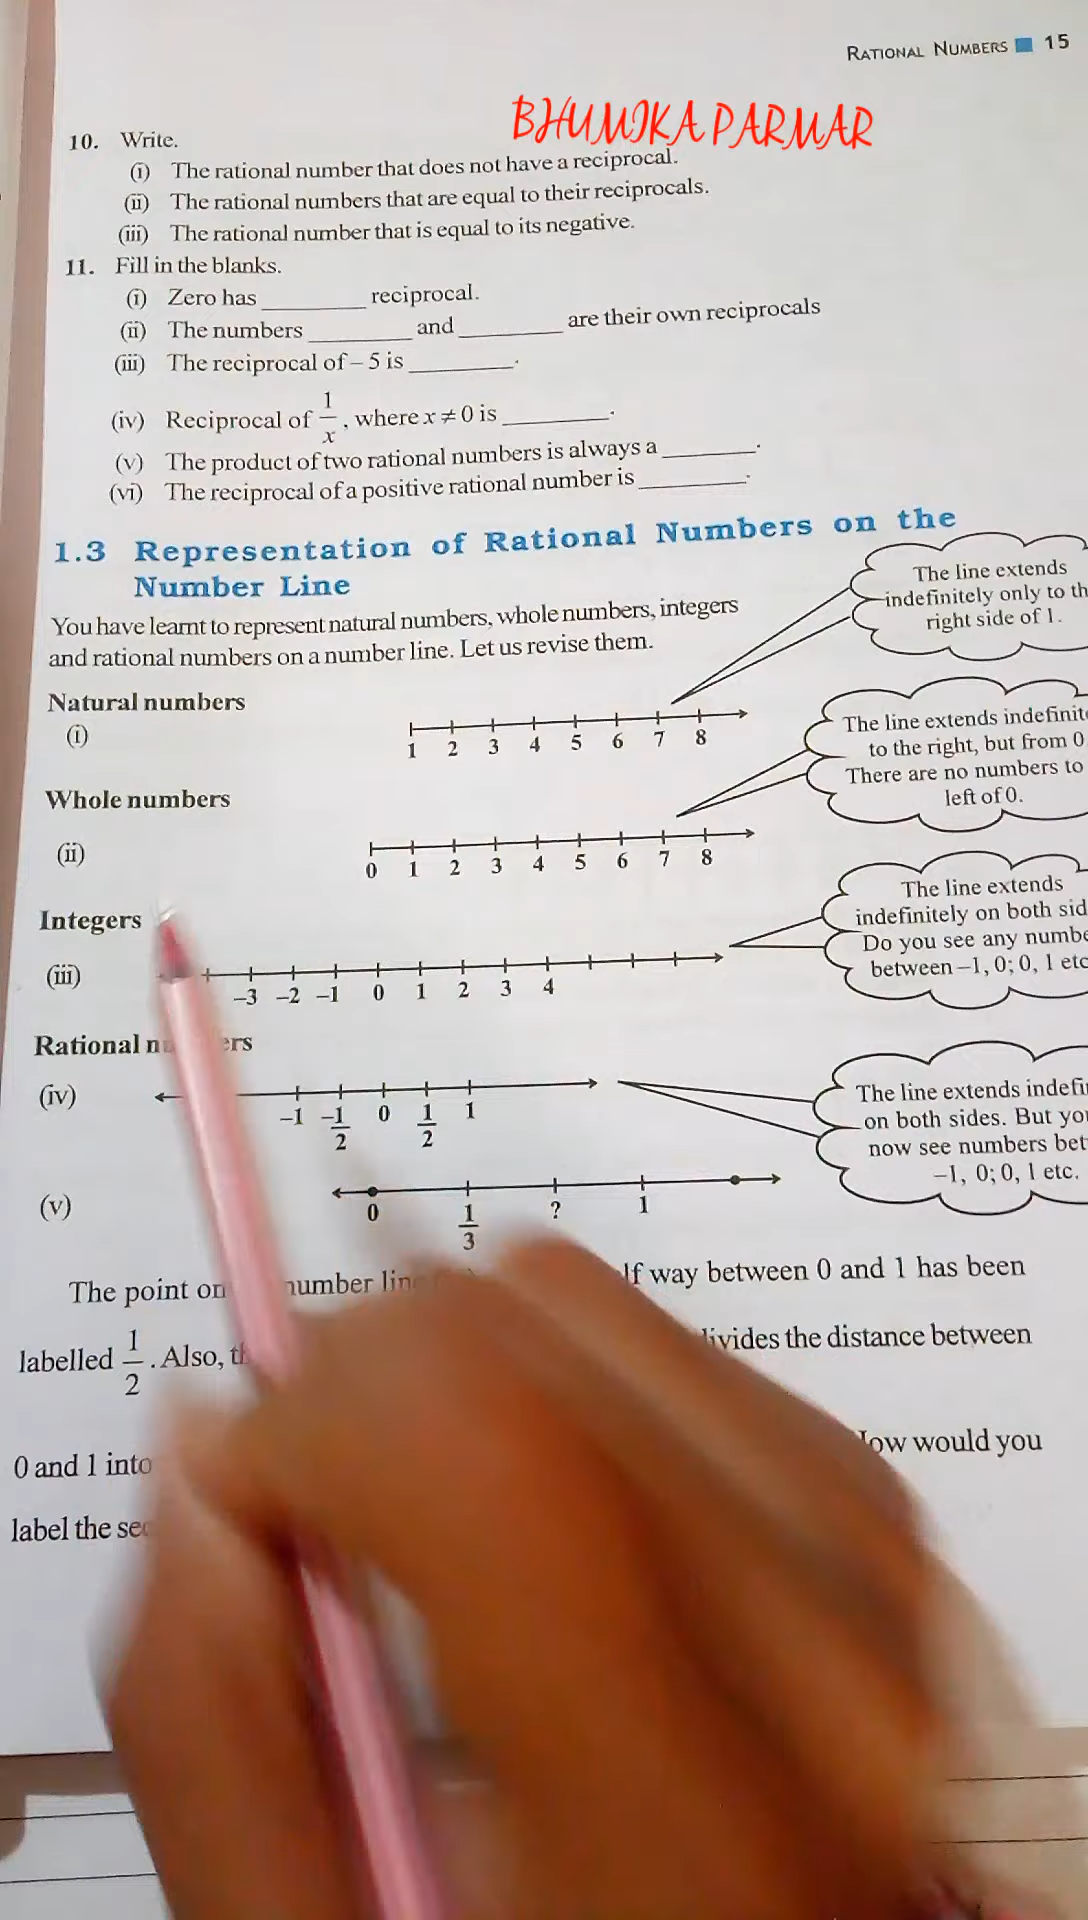 RATIONAL NUMBERS 15
BHUMIKA PARMAR
10. Write.
(i) The rational number that does not have a reciprocal.
(ii) The rational numbers that are equal to their reciprocals.
(iii) The rational number that is equal to its negative.
11. Fill in the blanks.
(i) Zero has ________ reciprocal.
(ii) The numbers ________ and ________ are their own reciprocals
(iii) The reciprocal of – 5 is ________.
(iv) Reciprocal of 1/x, where x ≠ 0 is ________.
(v) The product of two rational numbers is always a ________.
(vi) The reciprocal of a positive rational number is ________.
1.3 Representation of Rational Numbers on the
Number Line
You have learnt to represent natural numbers, whole numbers, integers
and rational numbers on a number line. Let us revise them.
The line extends
indefinitely only to th
right side of 1.
Natural numbers
(i)
1 2 3 4 5 6 7 8
The line extends indefinit
to the right, but from 0
There are no numbers to
left of 0.
Whole numbers
(ii)
0 1 2 3 4 5 6 7 8
The line extends
indefinitely on both sid
Do you see any numbe
between –1, 0; 0, 1 etc
Integers
(iii)
–3 –2 –1 0 1 2 3 4
Rational n ers
(iv)
–1 –1/2 0 1/2 1
The line extends indefi
on both sides. But yo
now see numbers bet
–1, 0; 0, 1 etc.
(v)
0 1/3 ? 1
The point on number lin lf way between 0 and 1 has been
labelled 1/2. Also, th ivides the distance between
0 and 1 into ow would you
label the sec